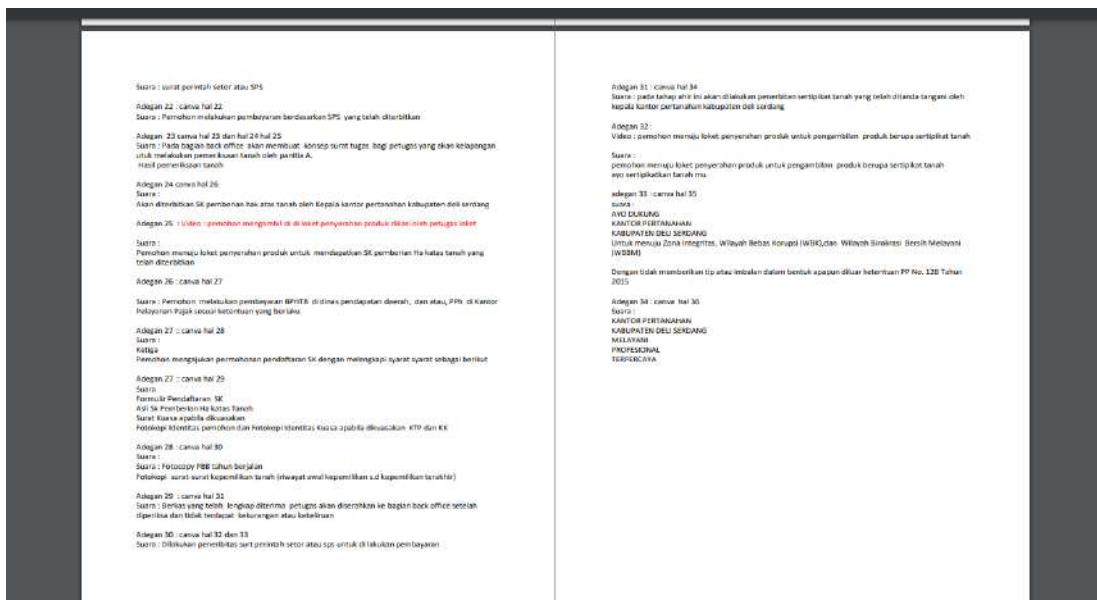 Suara : surat perintah setor atau SPS
Adegan 22 : canva hal 22
Suara : Pemohon melakukan pembayaran berdasarkan SPS yang telah diterbitkan
Adegan 23 canva hal 23 dan hal 24 hal 25
Suara : Pada bagian back office akan membuat konsep surat tugas bagi petugas yang akan kelapangan
utuk melakukan pemeriksaan tanah oleh panitia A.
Hasil pemeriksaan tanah
Adegan 24 canva hal 26
Suara :
Akan diterbitkan SK pemberian hak atas tanah oleh Kepala kantor pertanahan kabupaten deli serdang
Adegan 25 : Video : pemohon mengambil di loket penyerahan produk oleh petugas loket
Suara :
Pemohon menuju loket penyerahan produk untuk mendapatkan SK pemberian Ha katas tanah yang
telah diterbitkan
Adegan 26 : canva hal 27
Suara : Pemohon melakukan pembayaran BPHTB di dinas pendapatan daerah, dan atau, PPh di Kantor
Pelayanan Pajak sesuai ketentuan yang berlaku
Adegan 27 :: canva hal 28
Suara :
Ketiga
Pemohon mengajukan permohonan pendaftaran SK dengan melengkapi syarat syarat sebagai berikut
Adegan 27 :: canva hal 29
Suara
Formulir Pendaftaran SK
Asli Sk Pemberian Ha katas Tanah
Surat Kuasa apabila dikuasakan
Fotokopi Identitas pemohon dan Fotokopi Identitas Kuasa apabila dikuasakan KTP dan KK
Adegan 28 : canva hal 30
Suara :
Suara : Fotocopy PBB tahun berjalan
Fotokopi surat-surat kepemilikan tanah (riwayat awal kepemilikan s.d kepemilikan terakhir)
Adegan 29 : canva hal 31
Suara : Berkas yang telah lengkap diterima petugas akan diserahkan ke bagian back office setelah
diperiksa dan tidak terdapat kekurangan atau kekeliruan
Adegan 30 : canva hal 32 dan 33
Suara : Dilakukan penerbitas surt perintah setor atau sps untuk di lakukan pembayaran
Adegan 31 : canva hal 34
Suara : pada tahap ahir ini akan dilakukan penerbitan sertipikat tanah yang telah ditanda tangani oleh
kepala kantor pertanahan kabupaten deli serdang
Adegan 32 :
Video : pemohon menuju loket penyerahan produk untuk pengambilan produk berupa sertipikat tanah
Suara :
pemohon menuju loket penyerahan produk untuk pengambilan produk berupa sertipikat tanah
ayo sertipikatkan tanah mu
adegan 33 : canva hal 35
suara :
AYO DUKUNG
KANTOR PERTANAHAN
KABUPATEN DELI SERDANG
Untuk menuju Zona Integritas, Wilayah Bebas Korupsi (WBK),dan Wilayah Birokrasi Bersih Melayani
(WBBM)
Dengan tidak memberikan tip atau imbalan dalam bentuk apapun diluar ketentuan PP No. 128 Tahun
2015
Adegan 34 : canva hal 36
Suara :
KANTOR PERTANAHAN
KABUPATEN DELI SERDANG
MELAYANI
PROFESIONAL
TERPERCAYA